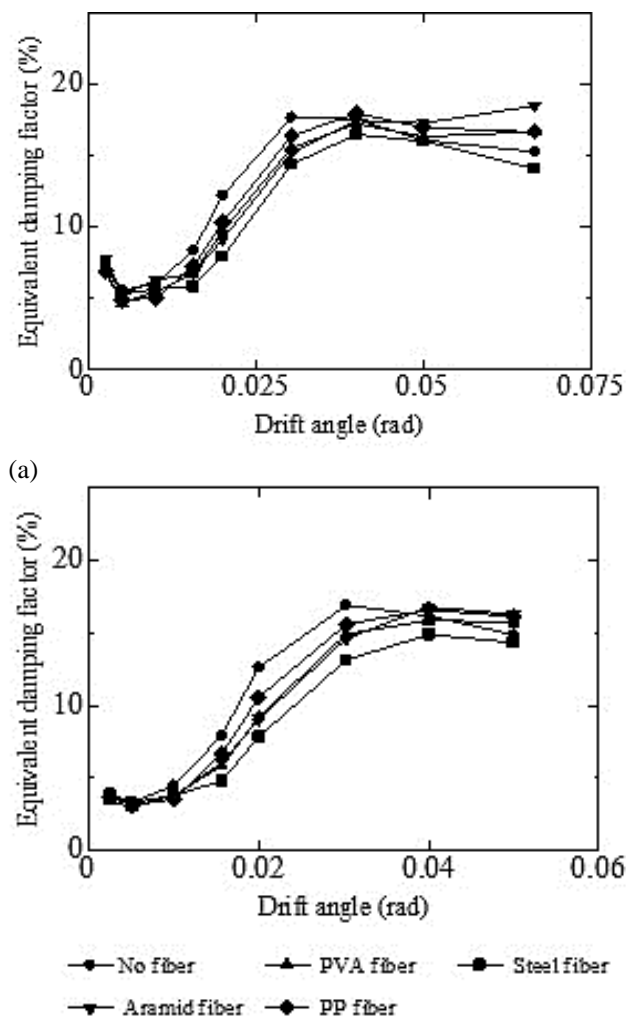 Equivalent damping factor (%)
20
10
0
0
0.025
0.05
0.075
Drift angle (rad)
(a)
Equivalent damping factor (%)
20
10
0
0
0.02
0.04
0.06
Drift angle (rad)
No fiber PVA fiber Steel fiber
Aramid fiber PP fiber